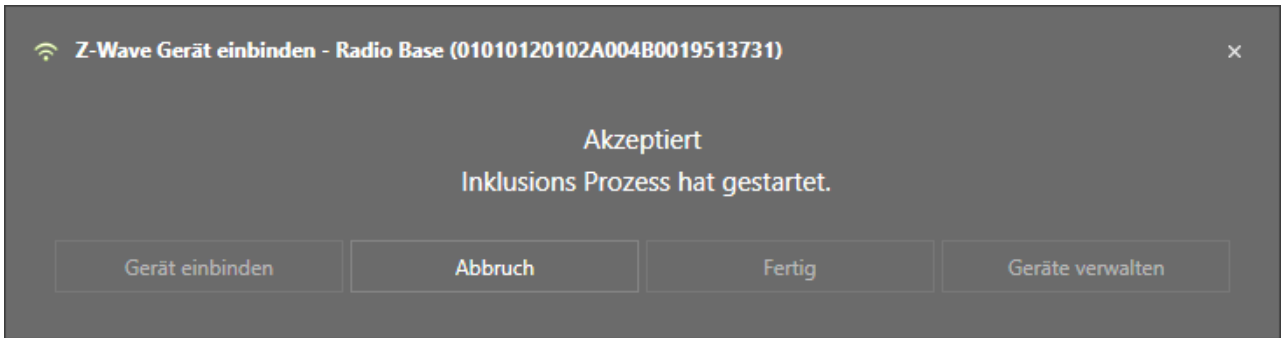 Z-Wave Gerät einbinden - Radio Base (01010120102A004B0019513731)
Akzeptiert
Inklusions Prozess hat gestartet.
Gerät einbinden Abbruch Fertig Geräte verwalten